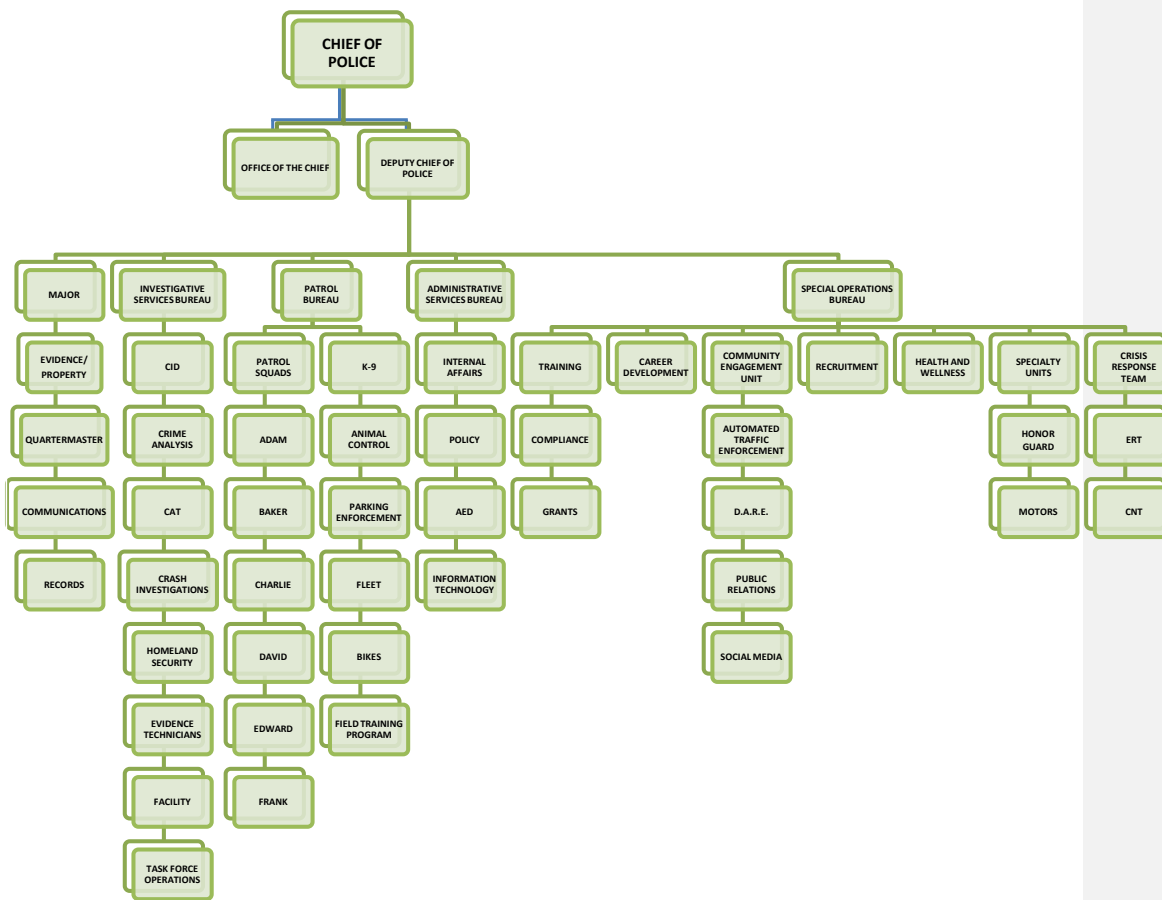 CHIEF OF
POLICE
OFFICE OF THE CHIEF
DEPUTY CHIEF OF
POLICE
MAJOR
INVESTIGATIVE
SERVICES BUREAU
PATROL
BUREAU
ADMINISTRATIVE
SERVICES BUREAU
SPECIAL OPERATIONS
BUREAU
EVIDENCE/
PROPERTY
CID
PATROL
SQUADS
K-9
INTERNAL
AFFAIRS
TRAINING
CAREER
DEVELOPMENT
COMMUNITY
ENGAGEMENT
UNIT
RECRUITMENT
HEALTH AND
WELLNESS
SPECIALTY
UNITS
CRISIS
RESPONSE
TEAM
QUARTERMASTER
CRIME
ANALYSIS
ADAM
ANIMAL
CONTROL
POLICY
COMPLIANCE
AUTOMATED
TRAFFIC
ENFORCEMENT
HONOR
GUARD
ERT
COMMUNICATIONS
CAT
BAKER
PARKING
ENFORCEMENT
AED
GRANTS
D.A.R.E.
MOTORS
CNT
RECORDS
CRASH
INVESTIGATIONS
CHARLIE
FLEET
INFORMATION
TECHNOLOGY
PUBLIC
RELATIONS
HOMELAND
SECURITY
DAVID
BIKES
SOCIAL MEDIA
EVIDENCE
TECHNICIANS
EDWARD
FIELD TRAINING
PROGRAM
FACILITY
FRANK
TASK FORCE
OPERATIONS